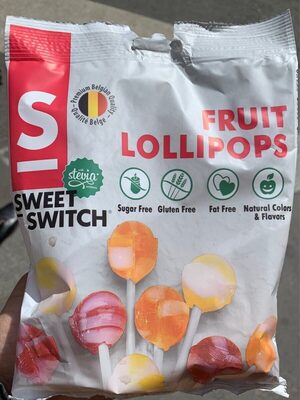 Premium Belgian Quality
Qualité Belge
S
FRUIT
LOLLIPOPS
stevia
SWEET
-SWITCH®
Sugar Free
Gluten Free
Fat Free
Natural Colors
& Flavors